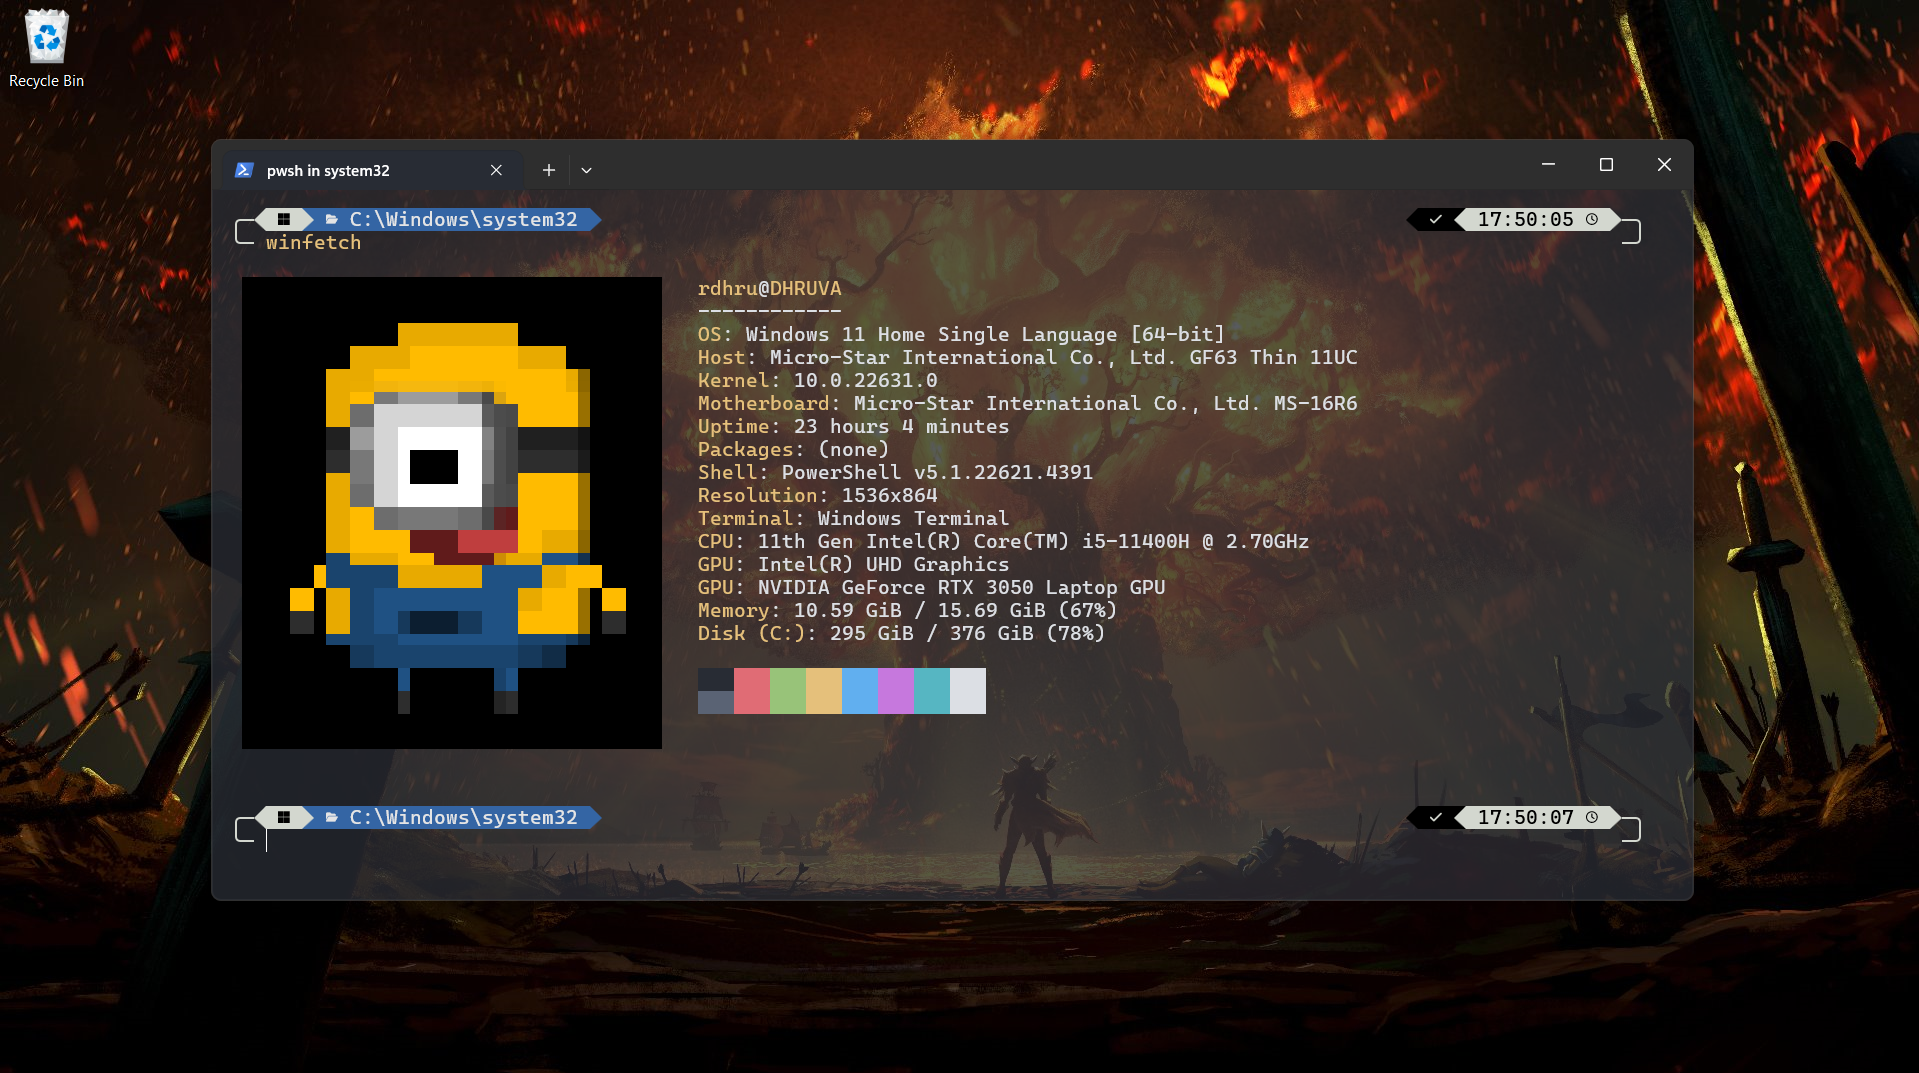 Recycle Bin
pwsh in system32
C:\Windows\system32
17:50:05
winfetch
rdhru@DHRUVA
------------
OS: Windows 11 Home Single Language [64-bit]
Host: Micro-Star International Co., Ltd. GF63 Thin 11UC
Kernel: 10.0.22631.0
Motherboard: Micro-Star International Co., Ltd. MS-16R6
Uptime: 23 hours 4 minutes
Packages: (none)
Shell: PowerShell v5.1.22621.4391
Resolution: 1536x864
Terminal: Windows Terminal
CPU: 11th Gen Intel(R) Core(TM) i5-11400H @ 2.70GHz
GPU: Intel(R) UHD Graphics
GPU: NVIDIA GeForce RTX 3050 Laptop GPU
Memory: 10.59 GiB / 15.69 GiB (67%)
Disk (C:): 295 GiB / 376 GiB (78%)
C:\Windows\system32
17:50:07